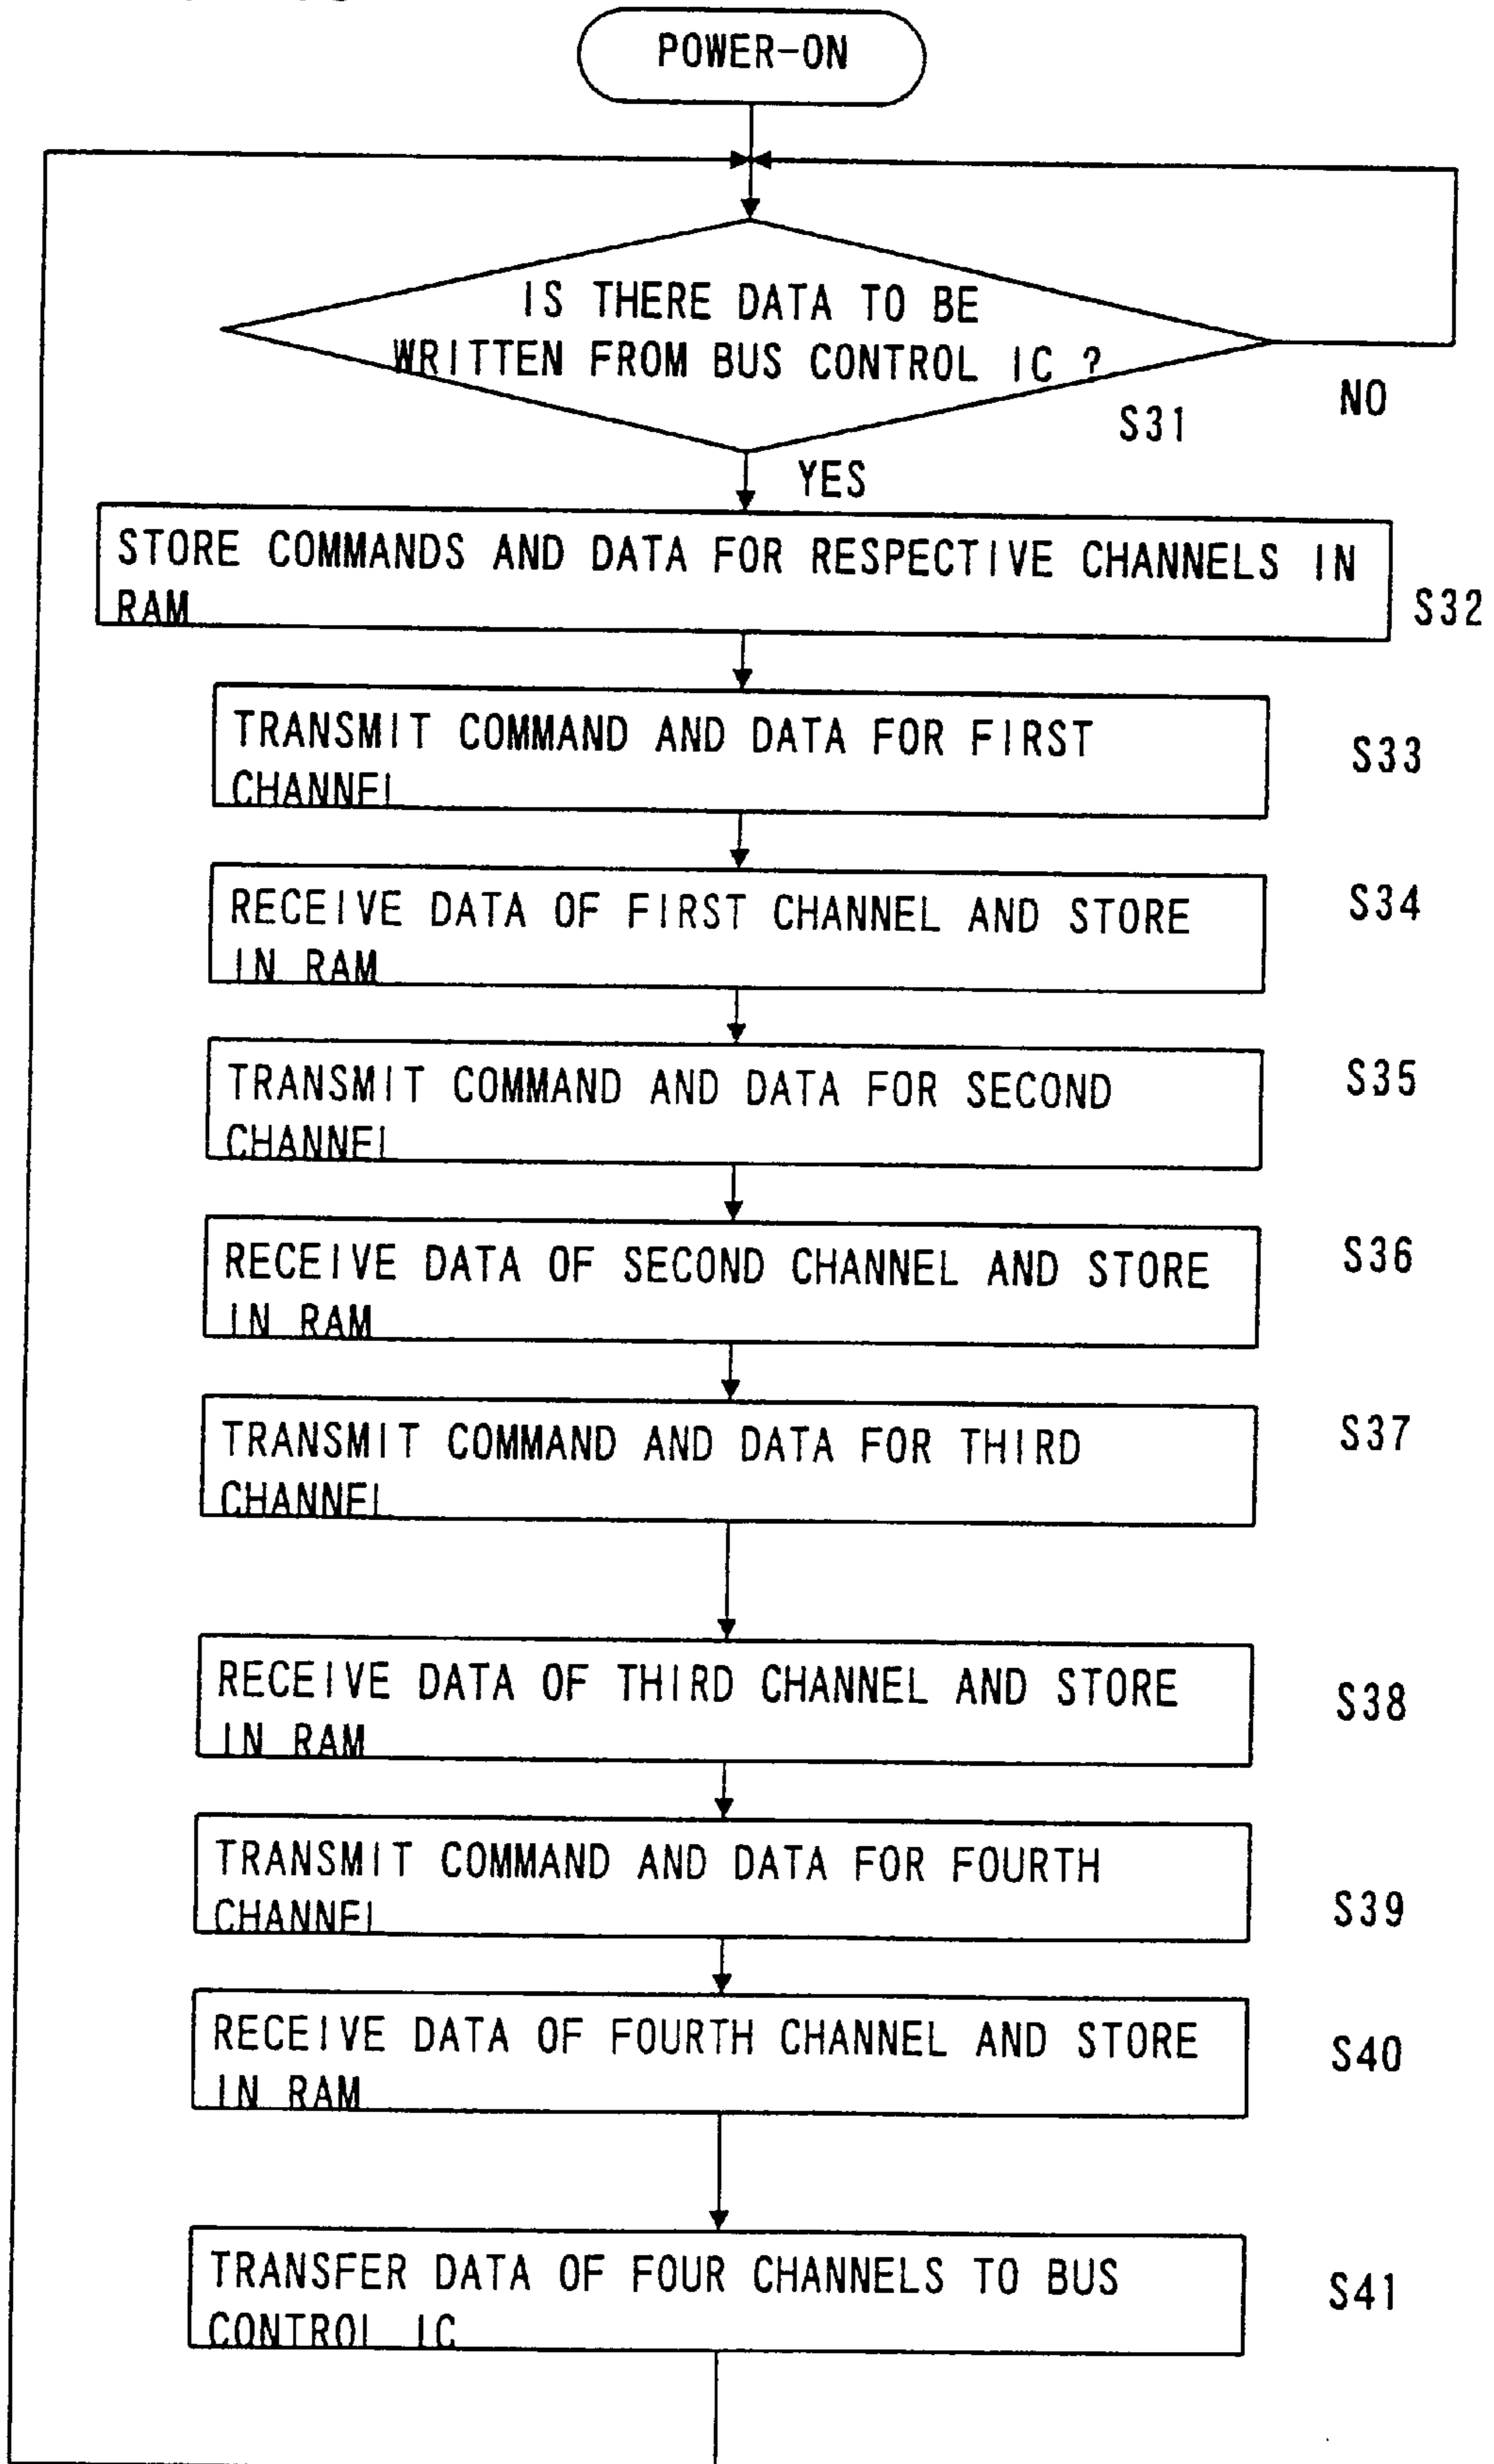 POWER-ON
IS THERE DATA TO BE
WRITTEN FROM BUS CONTROL IC ?
S31
NO
YES
STORE COMMANDS AND DATA FOR RESPECTIVE CHANNELS IN
RAM
S32
TRANSMIT COMMAND AND DATA FOR FIRST
CHANNEL
S33
RECEIVE DATA OF FIRST CHANNEL AND STORE
IN RAM
S34
TRANSMIT COMMAND AND DATA FOR SECOND
CHANNEL
S35
RECEIVE DATA OF SECOND CHANNEL AND STORE
IN RAM
S36
TRANSMIT COMMAND AND DATA FOR THIRD
CHANNEL
S37
RECEIVE DATA OF THIRD CHANNEL AND STORE
IN RAM
S38
TRANSMIT COMMAND AND DATA FOR FOURTH
CHANNEL
S39
RECEIVE DATA OF FOURTH CHANNEL AND STORE
IN RAM
S40
TRANSFER DATA OF FOUR CHANNELS TO BUS
CONTROL IC
S41